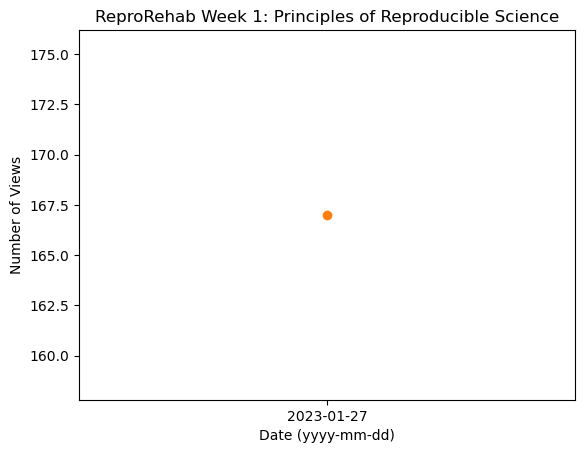 ReproRehab Week 1: Principles of Reproducible Science
175.0
172.5
170.0
167.5
165.0
162.5
160.0
Number of Views
2023-01-27
Date (yyyy-mm-dd)